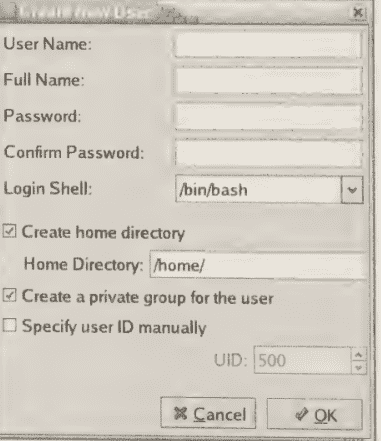 Create New User
User Name:
Full Name:
Password:
Confirm Password:
Login Shell: /bin/bash
Create home directory
Home Directory: /home/
Create a private group for the user
Specify user ID manually
UID: 500
Cancel
OK